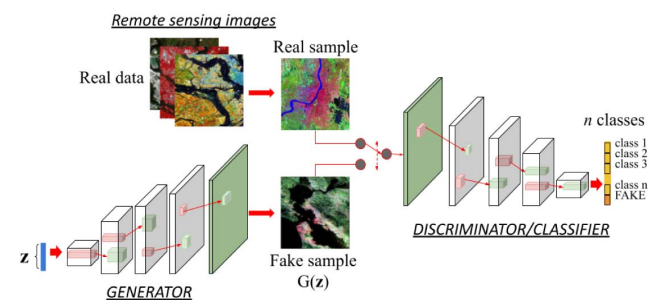 Remote sensing images
Real data
Real sample
z
GENERATOR
Fake sample
G(z)
n classes
class 1
class 2
class 3
class n
FAKE
DISCRIMINATOR/CLASSIFIER